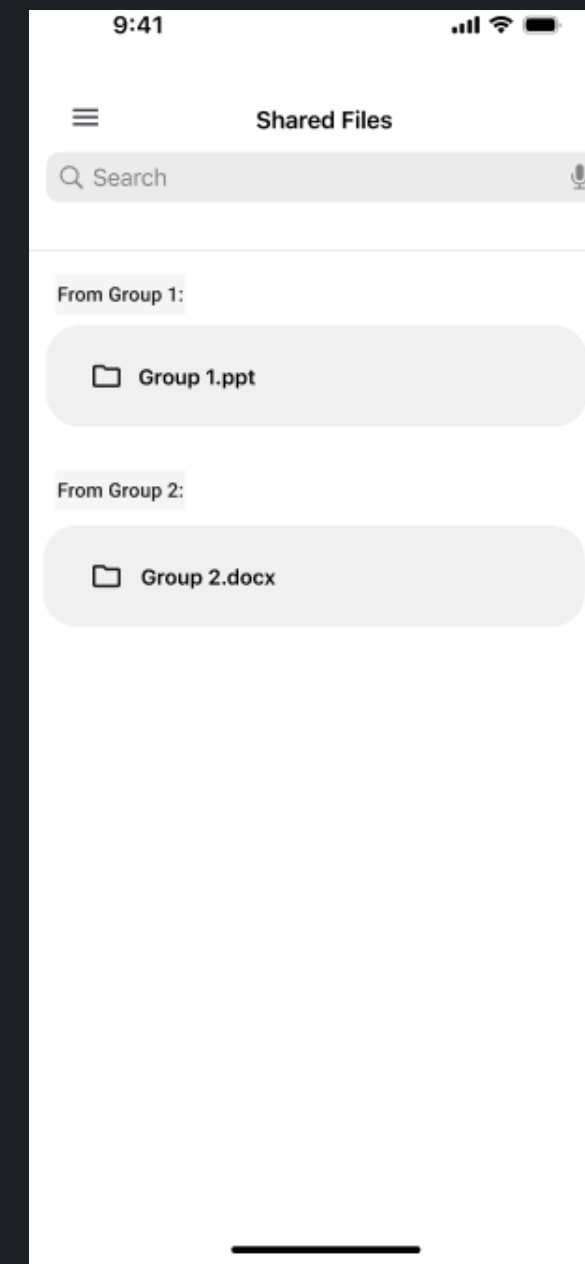 9:41
Shared Files
Search
From Group 1:
Group 1.ppt
From Group 2:
Group 2.docx